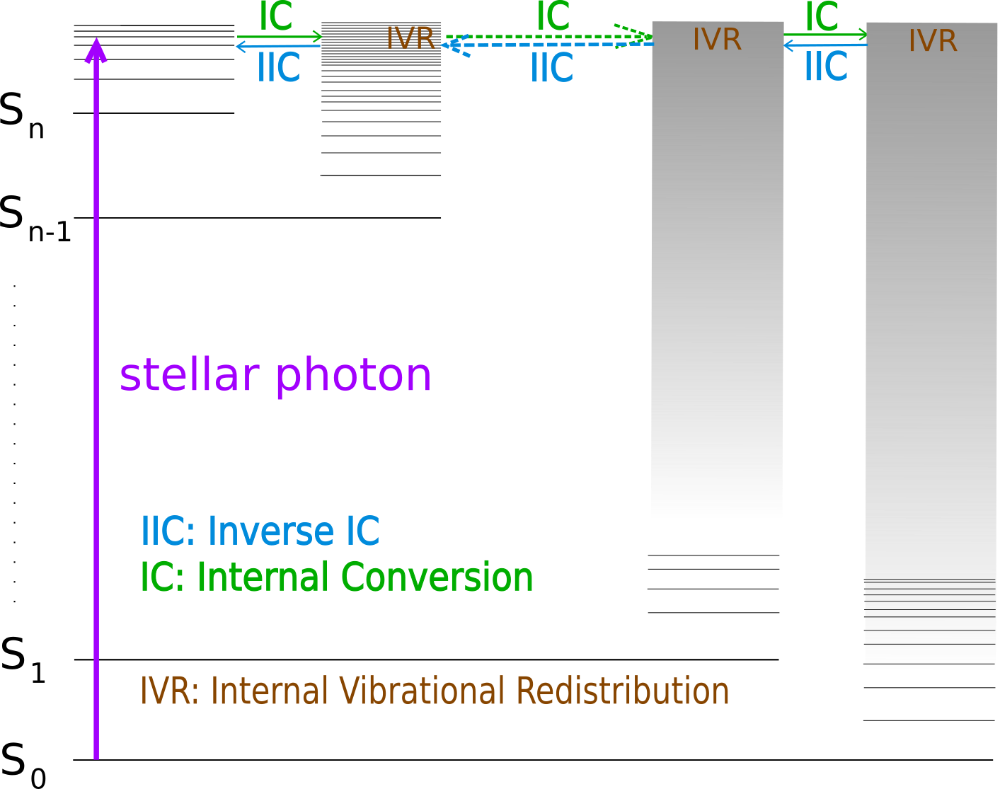 IC IC IC
IVR IVR IVR
IIC IIC IIC
Sn
Sn-1
stellar photon
IIC: Inverse IC
IC: Internal Conversion
S1
IVR: Internal Vibrational Redistribution
S0